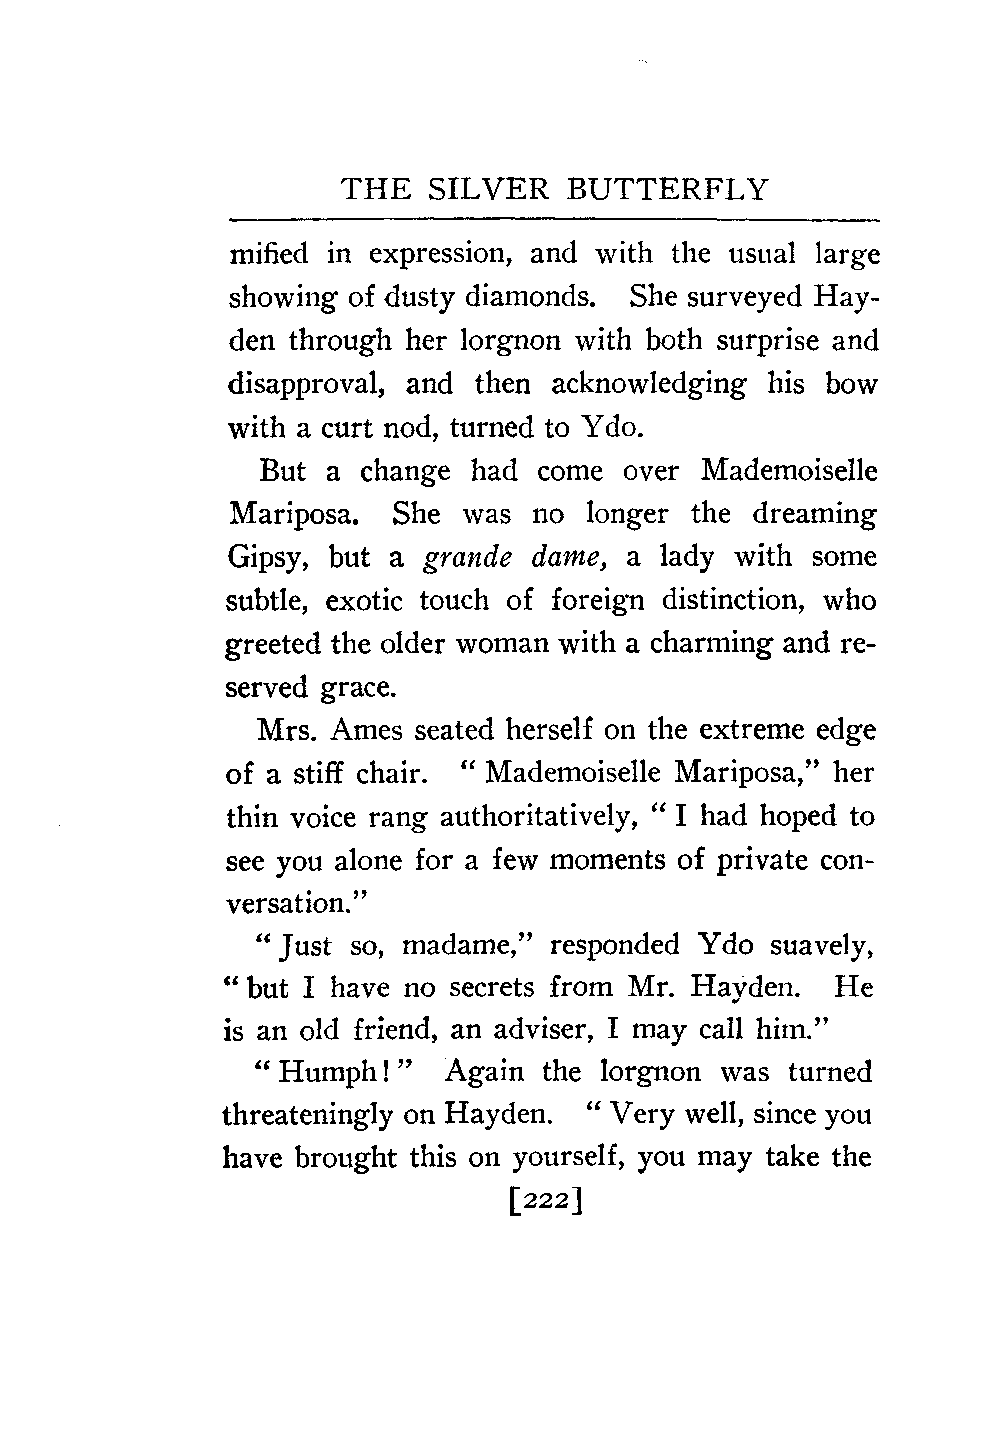 THE SILVER BUTTERFLY
mified in expression, and with the usual large
showing of dusty diamonds. She surveyed Hay-
den through her lorgnon with both surprise and
disapproval, and then acknowledging his bow
with a curt nod, turned to Ydo.
But a change had come over Mademoiselle
Mariposa. She was no longer the dreaming
Gipsy, but a grande dame, a lady with some
subtle, exotic touch of foreign distinction, who
greeted the older woman with a charming and re-
served grace.
Mrs. Ames seated herself on the extreme edge
of a stiff chair. “ Mademoiselle Mariposa,” her
thin voice rang authoritatively, “ I had hoped to
see you alone for a few moments of private con-
versation.”
“ Just so, madame,” responded Ydo suavely,
“ but I have no secrets from Mr. Hayden. He
is an old friend, an adviser, I may call him.”
“ Humph! ” Again the lorgnon was turned
threateningly on Hayden. “ Very well, since you
have brought this on yourself, you may take the
[222]